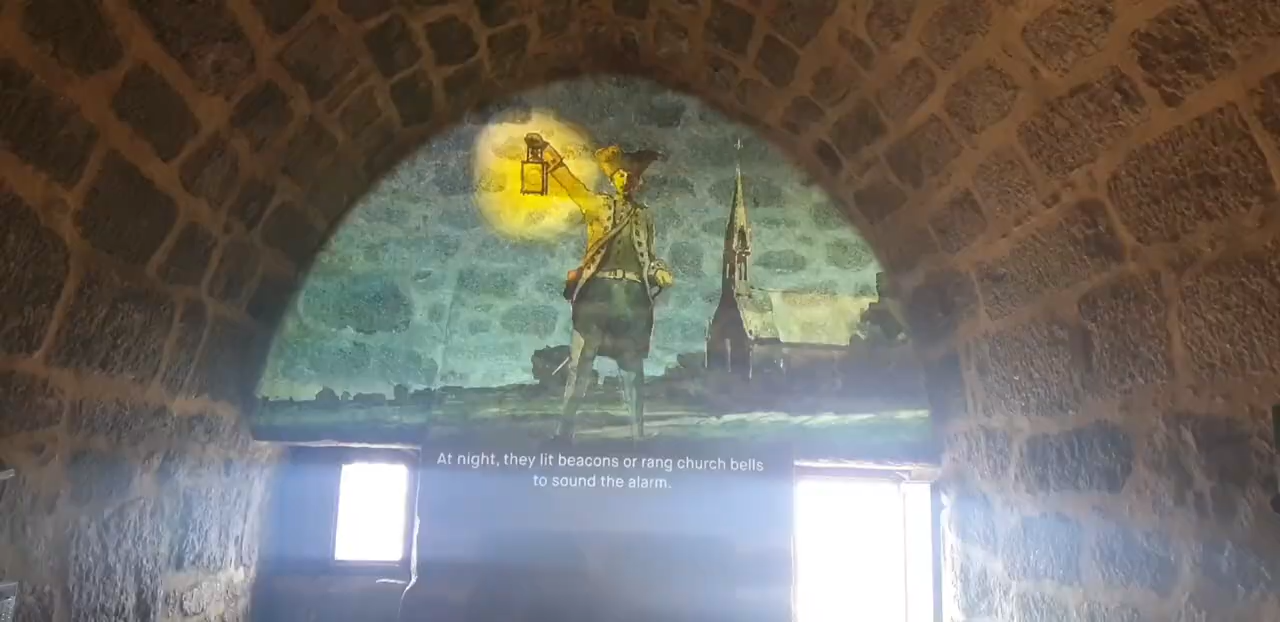 At night, they lit beacons or rang church bells
to sound the alarm.